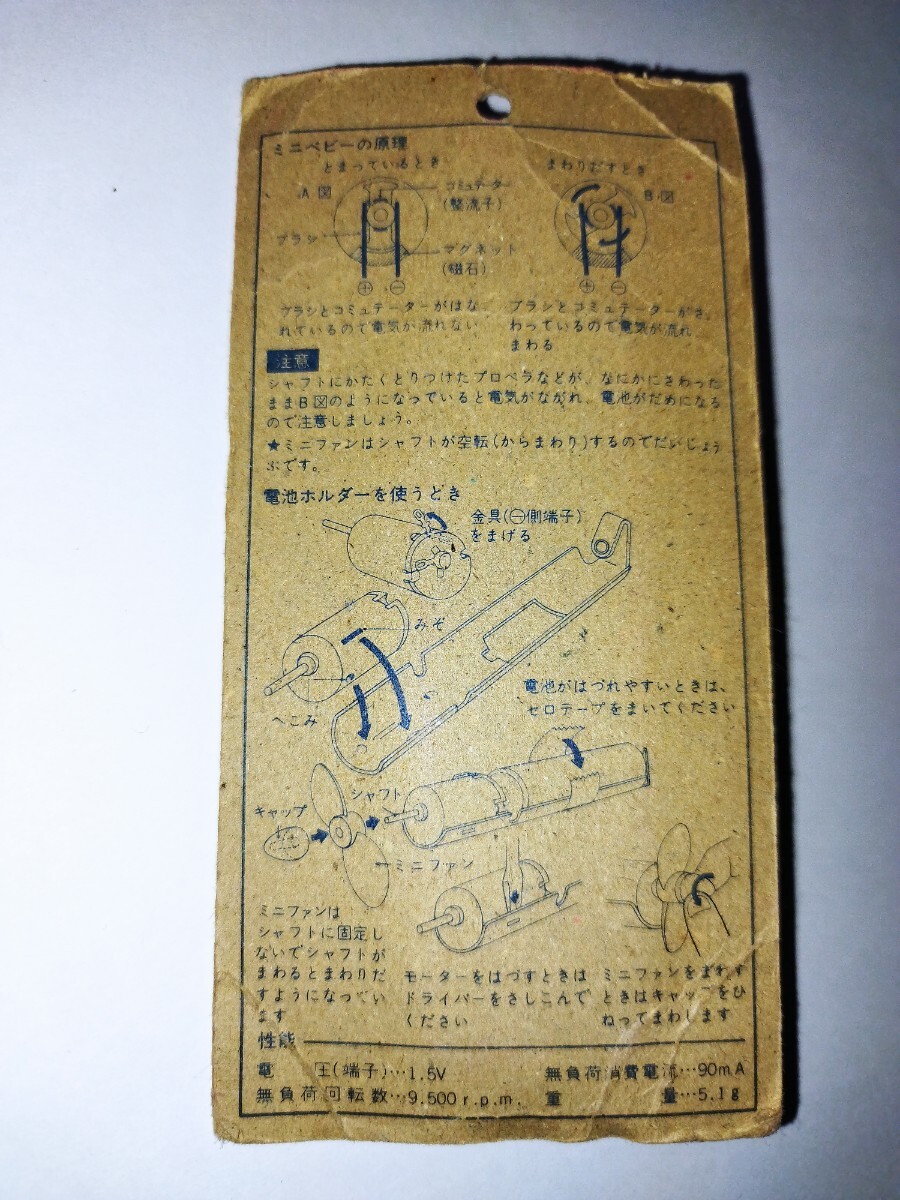 ミニベビーの原理
とまっているとき
まわりだすとき
A図
コミュテーター
(整流子)
B図
ブラシ
マグネット
(磁石)
⊕ ⊖
⊕ ⊖
ブラシとコミュテーターがはな
れているので電気が流れない
ブラシとコミュテーターがさ
わっているので電気が流れ
まわる
注意
シャフトにかたくとりつけたプロペラなどが、なにかにさわった
ままB図のようになっていると電気がながれ、電池がだめになる
ので注意しましょう。
★ミニファンはシャフトが空転(からまわり)するのでだいじょう
ぶです。
電池ホルダーを使うとき
金具(⊖側端子)
をまげる
みぞ
へこみ
電池がはづれやすいときは、
セロテープをまいてください
シャフト
キャップ
ミニファン
ミニファンは
シャフトに固定し
ないでシャフトが
まわるとまわりだ
すようになってい
ます
モーターをはづすときは
ドライバーをさしこんで
ください
ミニファンをまわす
ときはキャップをひ
ねってまわします
性能
電 圧(端子)…1.5V
無負荷消費電流…90mA
無負荷回転数…9,500r.p.m.
重 量…5.1g